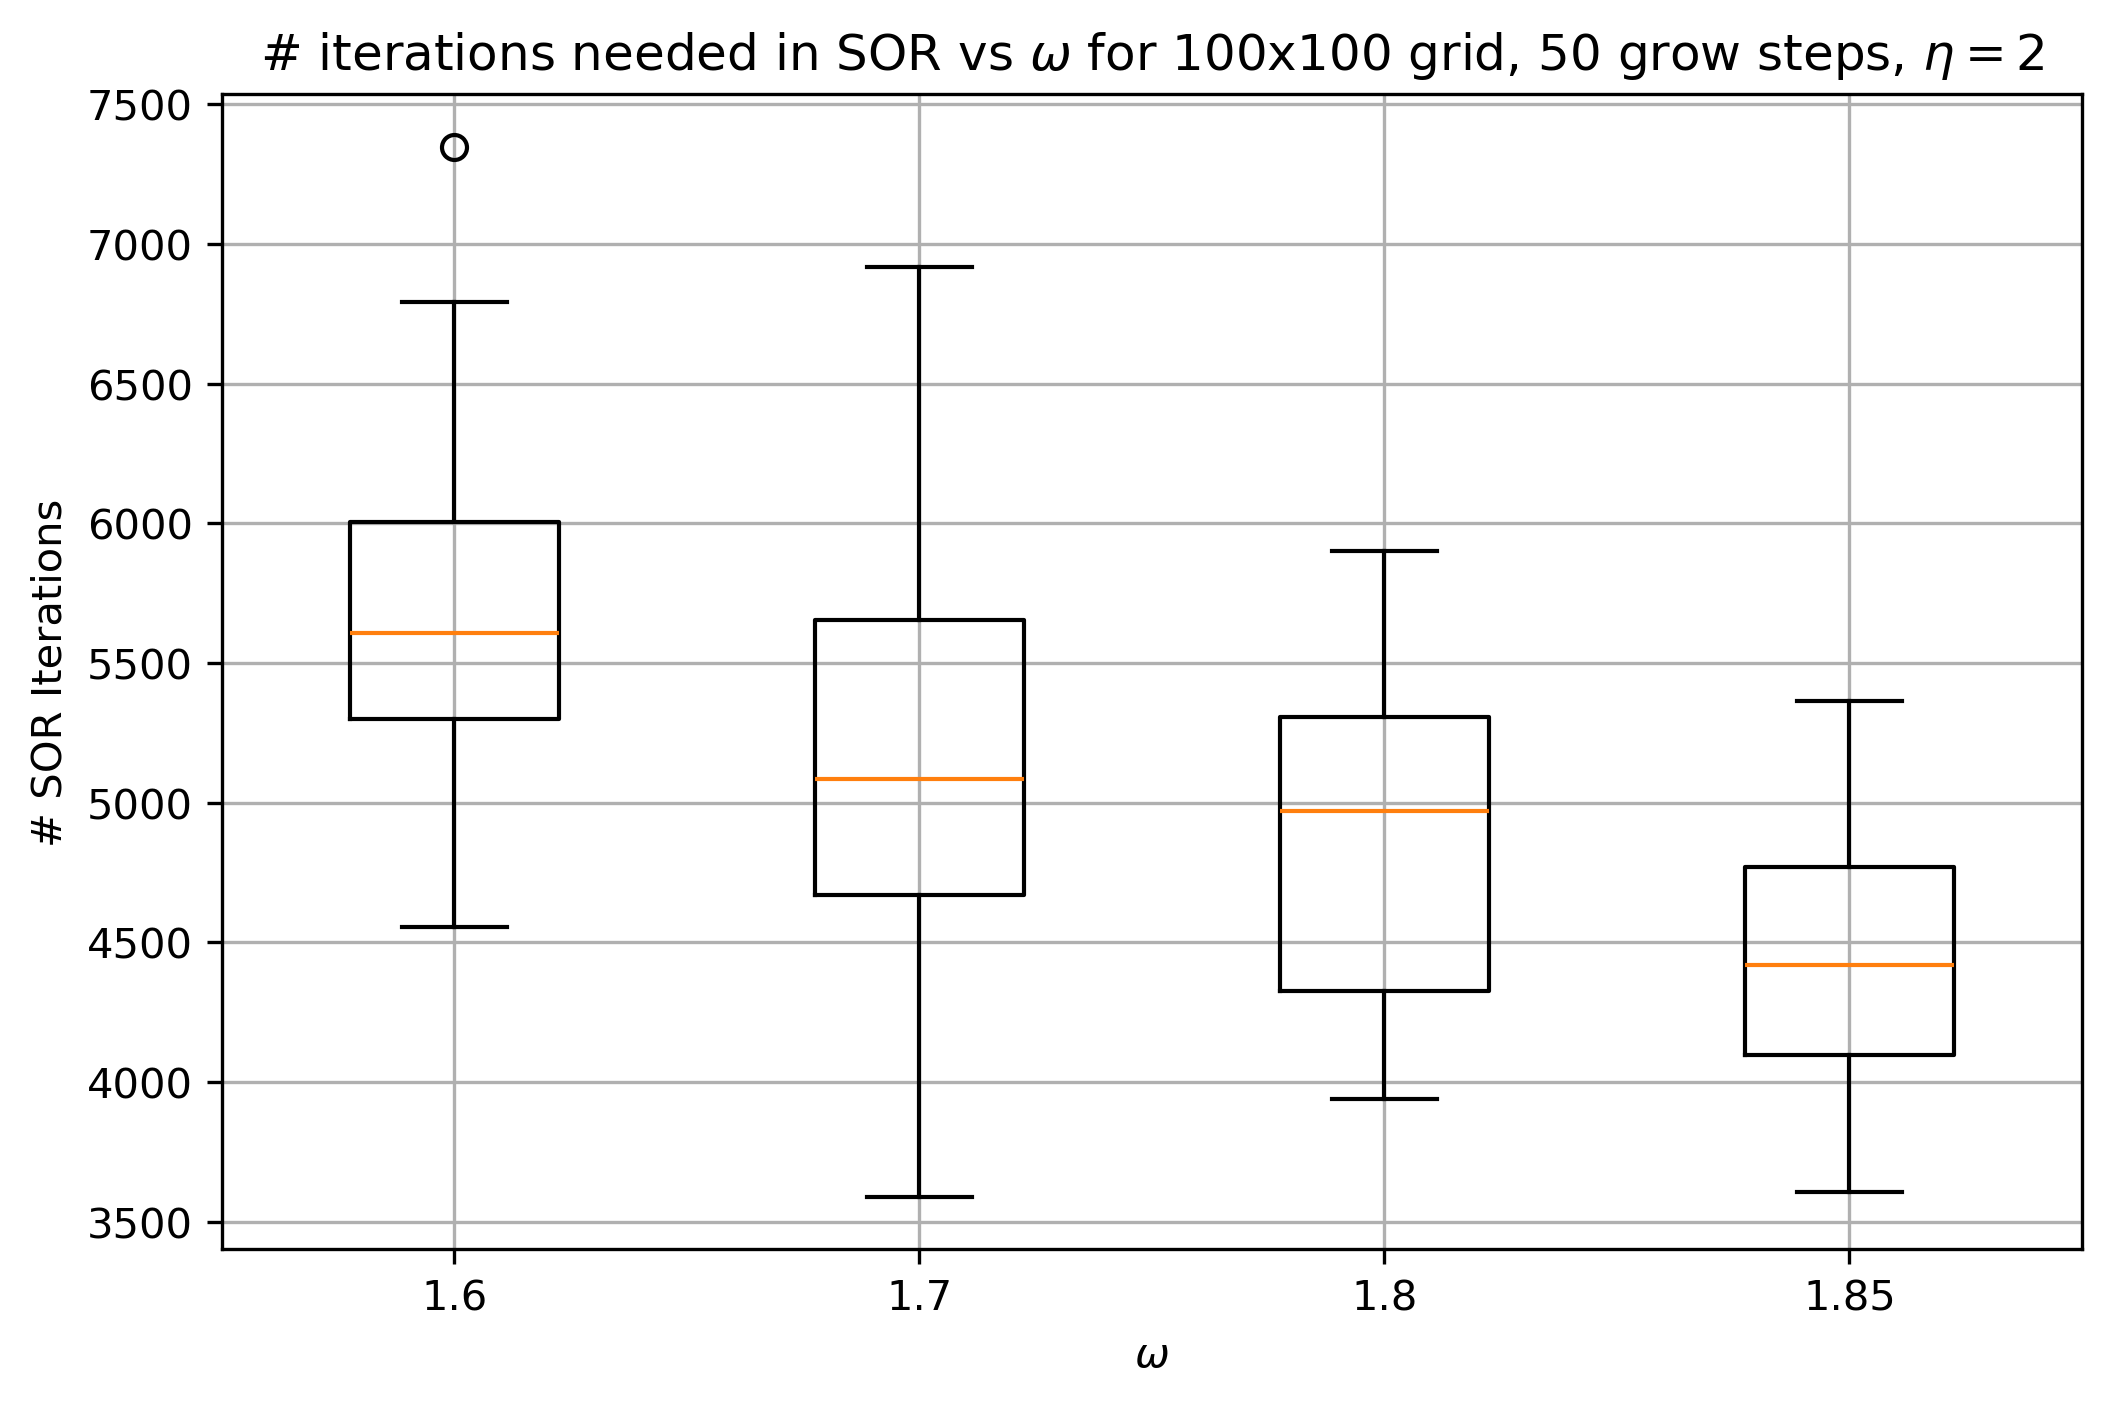 # iterations needed in SOR vs ω for 100x100 grid, 50 grow steps, η = 2
7500
7000
6500
6000
5500
5000
4500
4000
3500
# SOR Iterations
1.6 1.7 1.8 1.85
ω